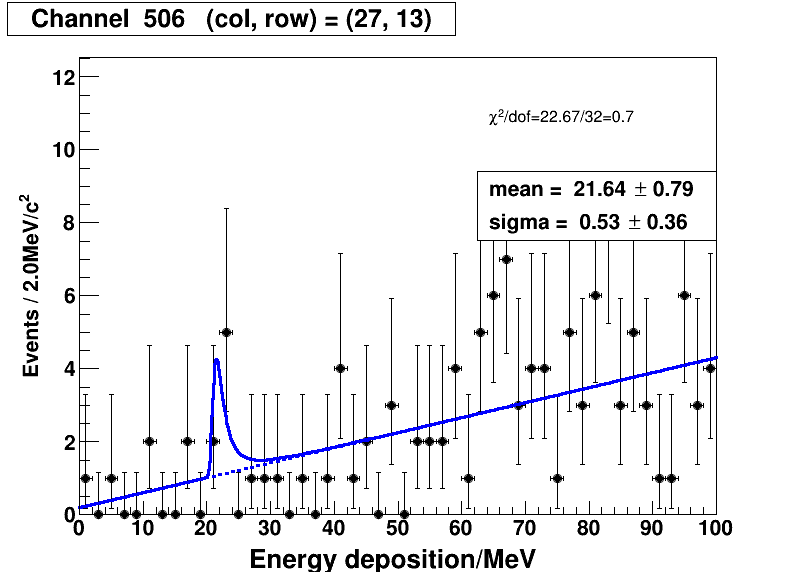 Channel 506 (col, row) = (27, 13)
12
10
8
6
4
2
0
Events / 2.0MeV/c²
χ²/dof=22.67/32=0.7
mean = 21.64 ± 0.79
sigma = 0.53 ± 0.36
0 10 20 30 40 50 60 70 80 90 100
Energy deposition/MeV